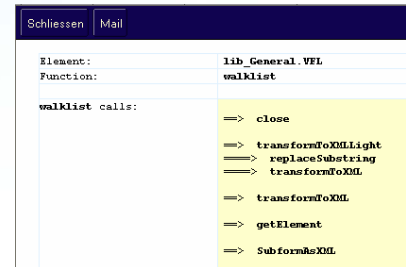 Schliessen Mail
Element: lib_General.VFL
Function: walklist
walklist calls:
==> close
==> transformToXMLLight
====> replaceSubstring
====> transformToXML
==> transformToXML
==> getElement
==> SubformAsXML